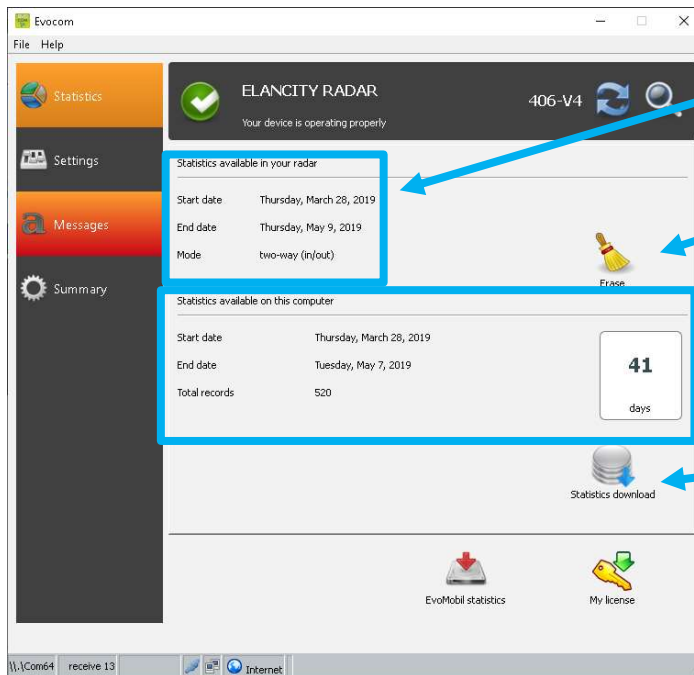 Evocom
File Help
Statistics
ELANCITY RADAR
406-V4
Your device is operating properly
Settings
Statistics available in your radar
Start date Thursday, March 28, 2019
Messages
End date Thursday, May 9, 2019
Mode two-way (in/out)
Summary
Erase
Statistics available on this computer
Start date Thursday, March 28, 2019
End date Tuesday, May 7, 2019
41
Total records 520
days
Statistics download
EvoMobil statistics My license
\\.\Com64 receive 13 Internet